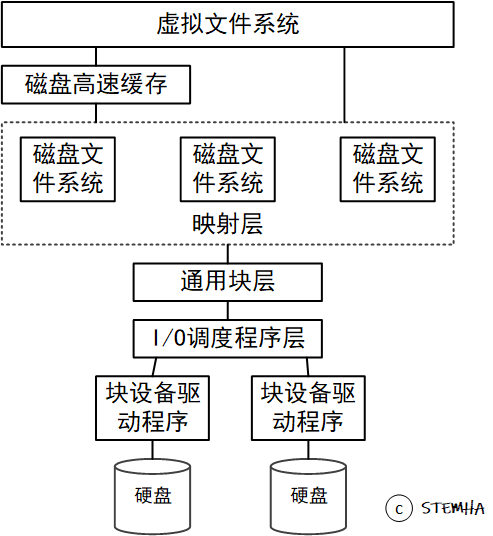 虚拟文件系统
磁盘高速缓存
磁盘文 磁盘文 磁盘文
件系统 件系统 件系统
映射层
通用块层
I/O调度程序层
块设备驱 块设备驱
动程序 动程序
硬盘 硬盘
c STEMHA